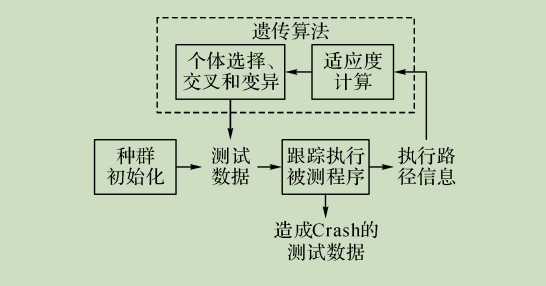 遗传算法
个体选择、
交叉和变异
适应度
计算
种群
初始化
测试
数据
跟踪执行
被测程序
执行路
径信息
造成Crash的
测试数据